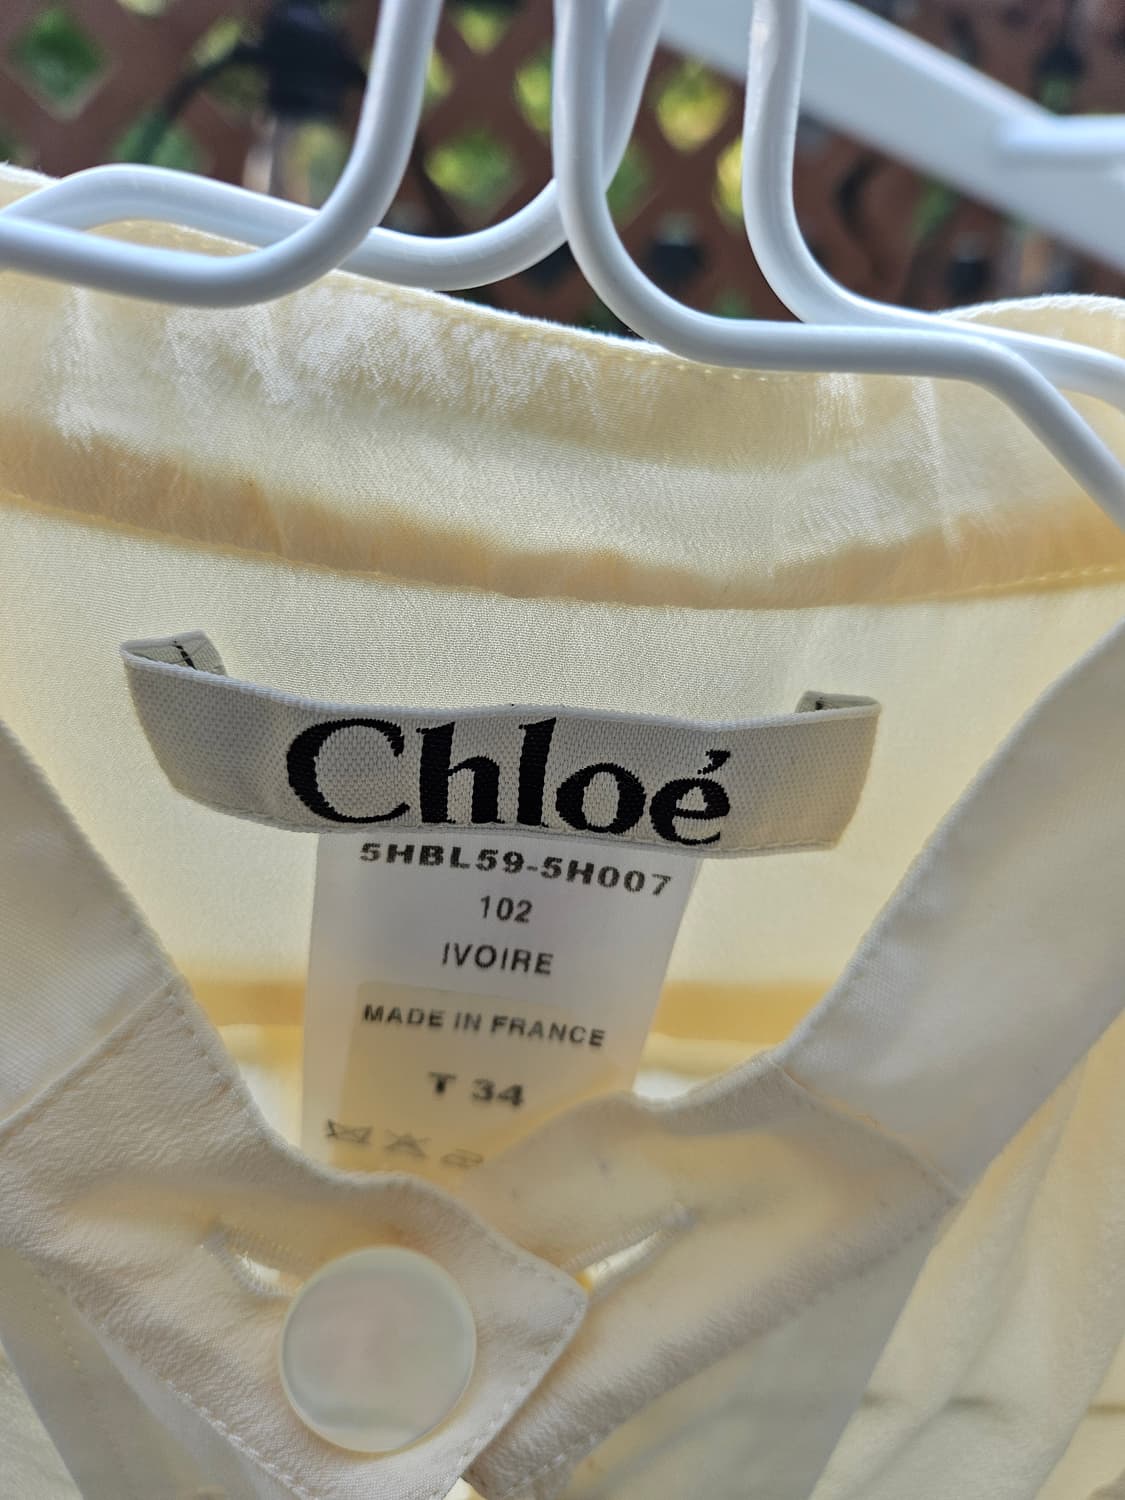 Chloé
5HBL59-5H007
102
IVOIRE
MADE IN FRANCE
T 34